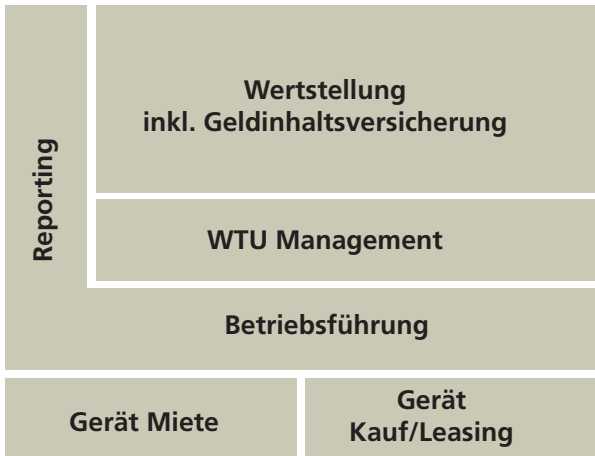 Wertstellung
inkl. Geldinhaltsversicherung
Reporting
WTU Management
Betriebsführung
Gerät Miete
Gerät
Kauf/Leasing